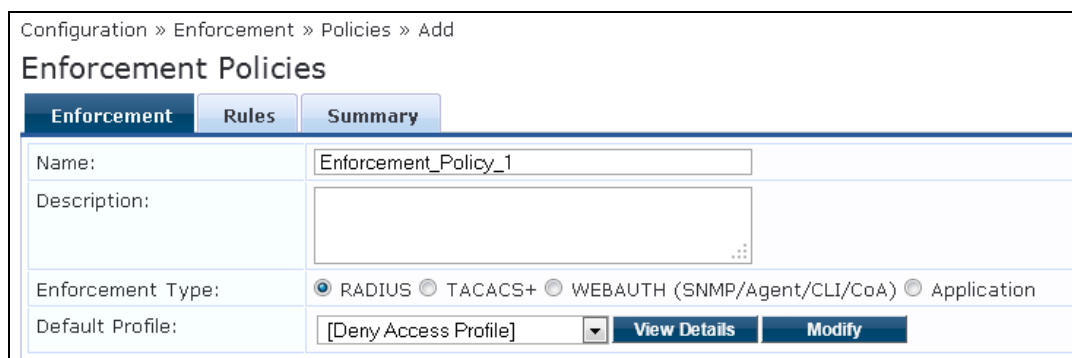 Configuration » Enforcement » Policies » Add
Enforcement Policies
Enforcement Rules Summary
Name: Enforcement_Policy_1
Description:
Enforcement Type: RADIUS TACACS+ WEBAUTH (SNMP/Agent/CLI/CoA) Application
Default Profile: [Deny Access Profile] View Details Modify